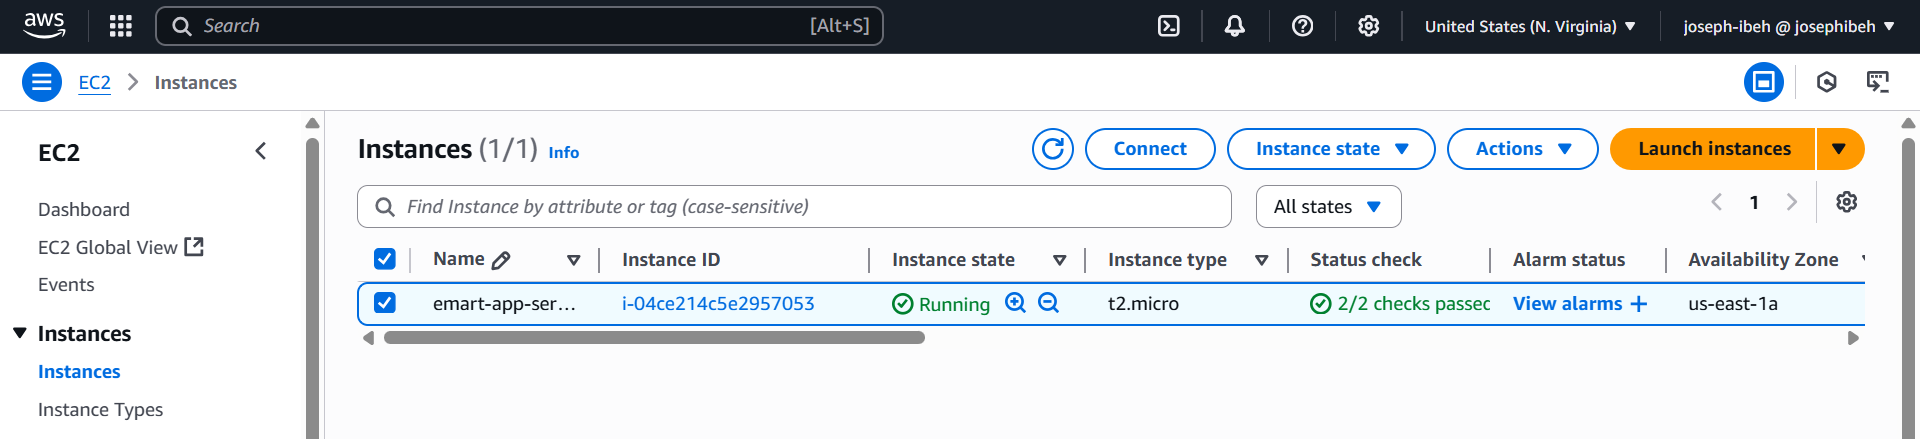 aws Search [Alt+S] United States (N. Virginia) joseph-ibeh @ josephibeh
EC2 Instances
EC2
Dashboard
EC2 Global View
Events
Instances
Instances
Instance Types
Instances (1/1) Info Connect Instance state Actions Launch instances
Find Instance by attribute or tag (case-sensitive) All states 1
Name Instance ID Instance state Instance type Status check Alarm status Availability Zone
emart-app-ser... i-04ce214c5e2957053 Running t2.micro 2/2 checks passed View alarms + us-east-1a